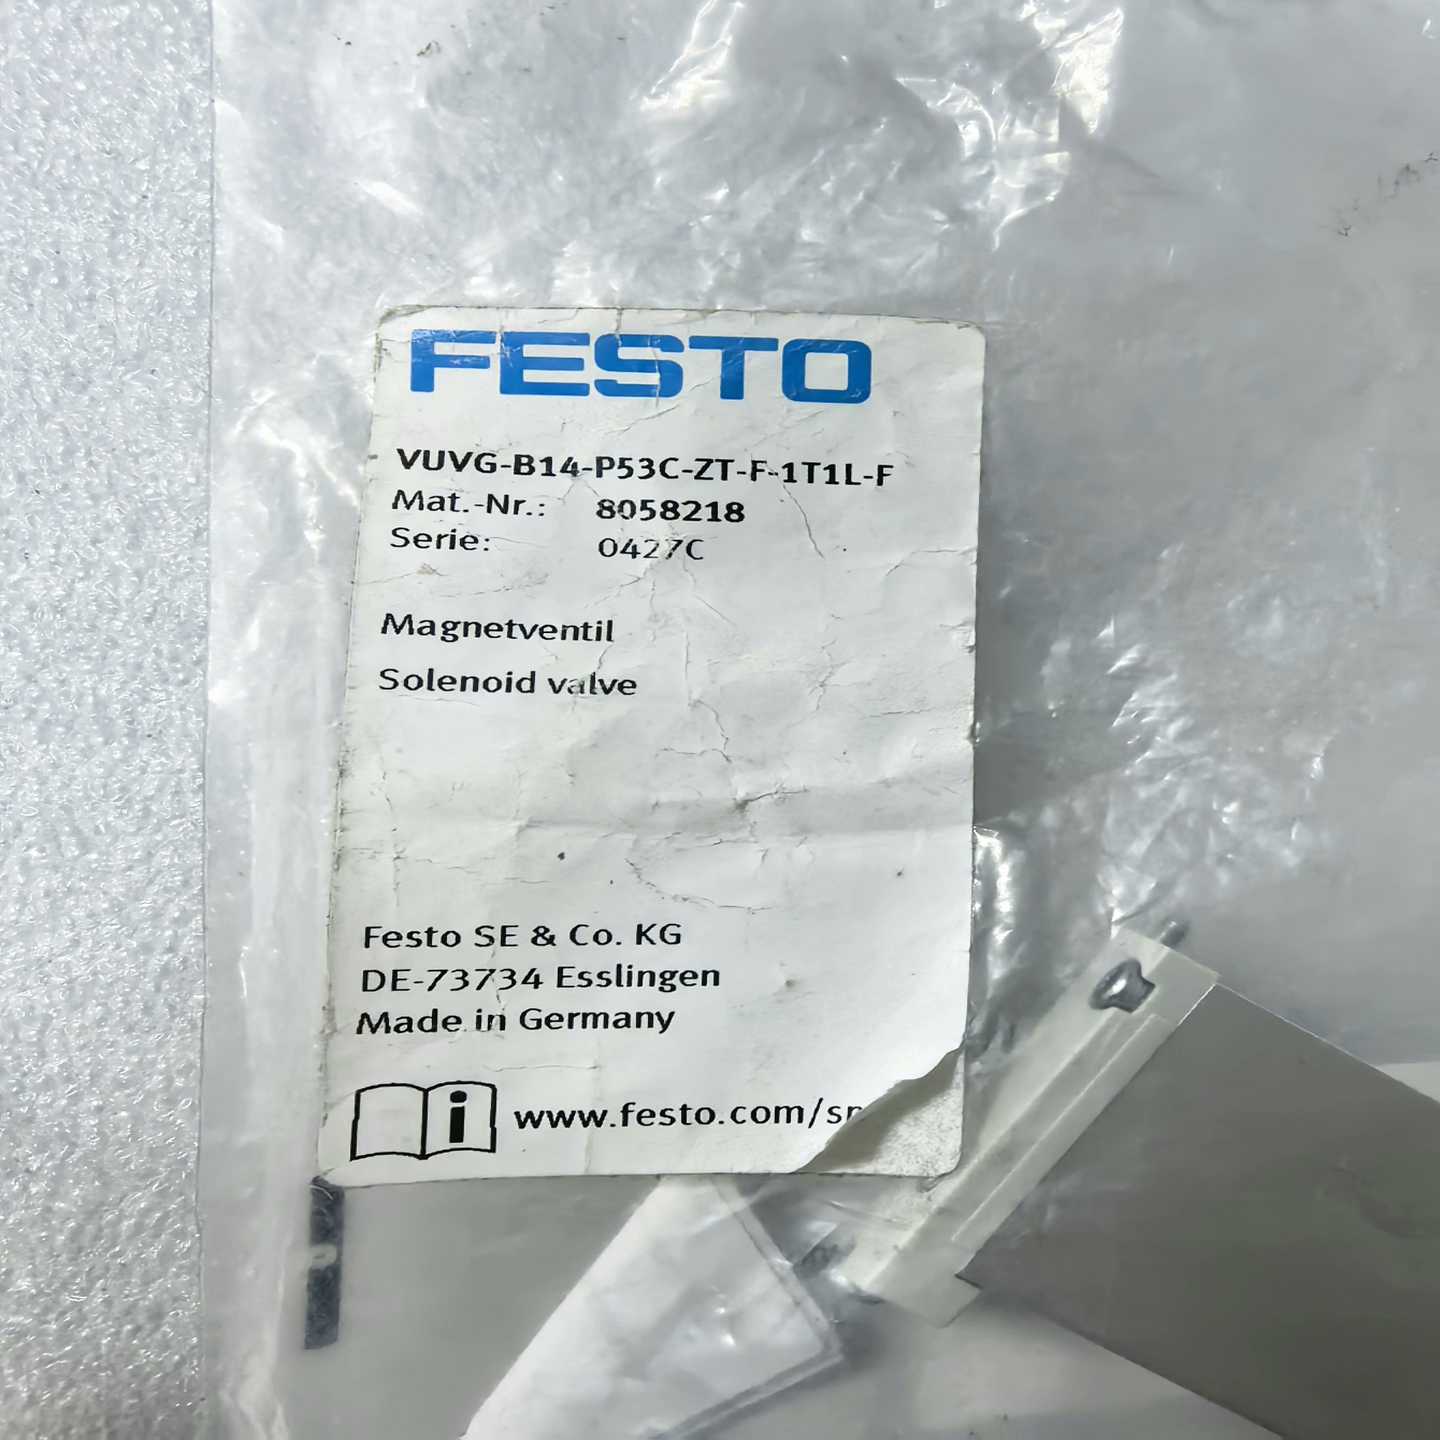 FESTO
VUVG-B14-P53C-ZT-F-1T1L-F
Mat.-Nr.: 8058218
Serie: 0427C
Magnetventil
Solenoid valve
Festo SE & Co. KG
DE-73734 Esslingen
Made in Germany
i www.festo.com/sp